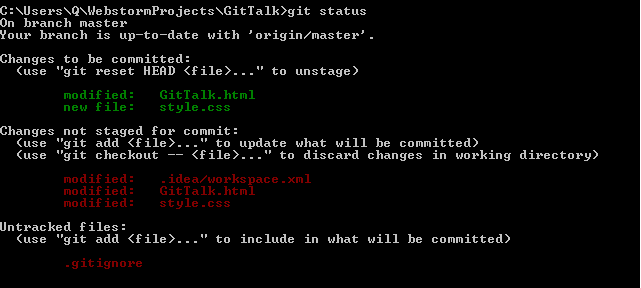 C:\Users\Q\WebstormProjects\GitTalk>git status
On branch master
Your branch is up-to-date with 'origin/master'.
Changes to be committed:
(use "git reset HEAD <file>..." to unstage)
modified: GitTalk.html
new file: style.css
Changes not staged for commit:
(use "git add <file>..." to update what will be committed)
(use "git checkout -- <file>..." to discard changes in working directory)
modified: .idea/workspace.xml
modified: GitTalk.html
modified: style.css
Untracked files:
(use "git add <file>..." to include in what will be committed)
.gitignore